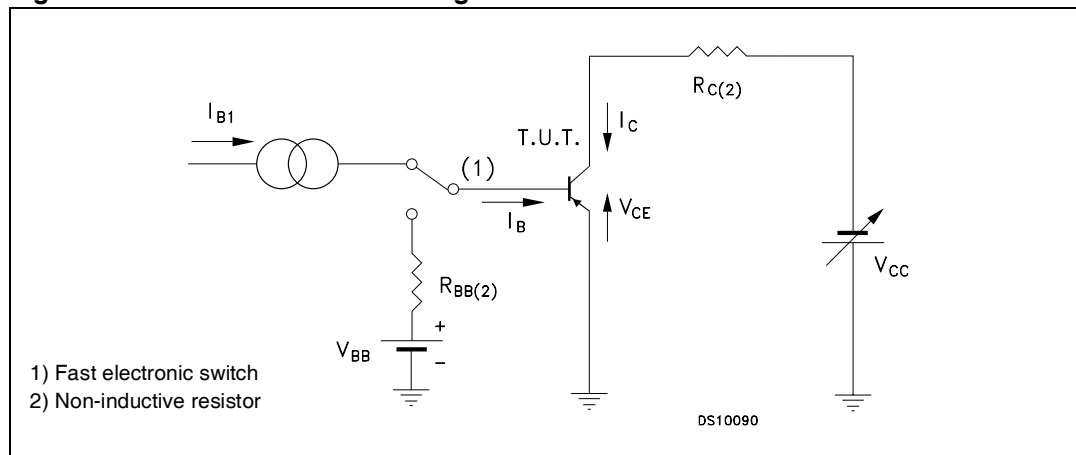 I_B1
R_C(2)
I_C
T.U.T.
(1)
I_B
V_CE
R_BB(2)
V_CC
+
V_BB
-
1) Fast electronic switch
2) Non-inductive resistor
DS10090